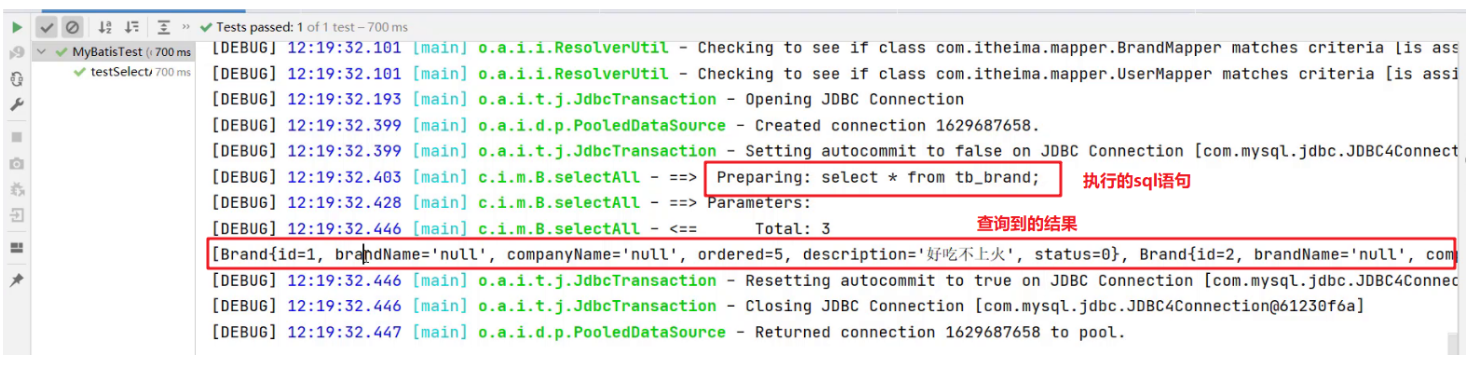 Tests passed: 1 of 1 test – 700 ms
MyBatisTest ( 700 ms
testSelect 700 ms
[DEBUG] 12:19:32.101 [main] o.a.i.i.ResolverUtil - Checking to see if class com.itheima.mapper.BrandMapper matches criteria [is ass
[DEBUG] 12:19:32.101 [main] o.a.i.i.ResolverUtil - Checking to see if class com.itheima.mapper.UserMapper matches criteria [is assi
[DEBUG] 12:19:32.193 [main] o.a.i.t.j.JdbcTransaction - Opening JDBC Connection
[DEBUG] 12:19:32.399 [main] o.a.i.d.p.PooledDataSource - Created connection 1629687658.
[DEBUG] 12:19:32.399 [main] o.a.i.t.j.JdbcTransaction - Setting autocommit to false on JDBC Connection [com.mysql.jdbc.JDBC4Connect
[DEBUG] 12:19:32.403 [main] c.i.m.B.selectAll - ==> Preparing: select * from tb_brand; 执行的sql语句
[DEBUG] 12:19:32.428 [main] c.i.m.B.selectAll - ==> Parameters:
查询到的结果
[DEBUG] 12:19:32.446 [main] c.i.m.B.selectAll - <== Total: 3
[Brand{id=1, brandName='null', companyName='null', ordered=5, description='好吃不上火', status=0}, Brand{id=2, brandName='null', com
[DEBUG] 12:19:32.446 [main] o.a.i.t.j.JdbcTransaction - Resetting autocommit to true on JDBC Connection [com.mysql.jdbc.JDBC4Connec
[DEBUG] 12:19:32.446 [main] o.a.i.t.j.JdbcTransaction - Closing JDBC Connection [com.mysql.jdbc.JDBC4Connection@61230f6a]
[DEBUG] 12:19:32.447 [main] o.a.i.d.p.PooledDataSource - Returned connection 1629687658 to pool.